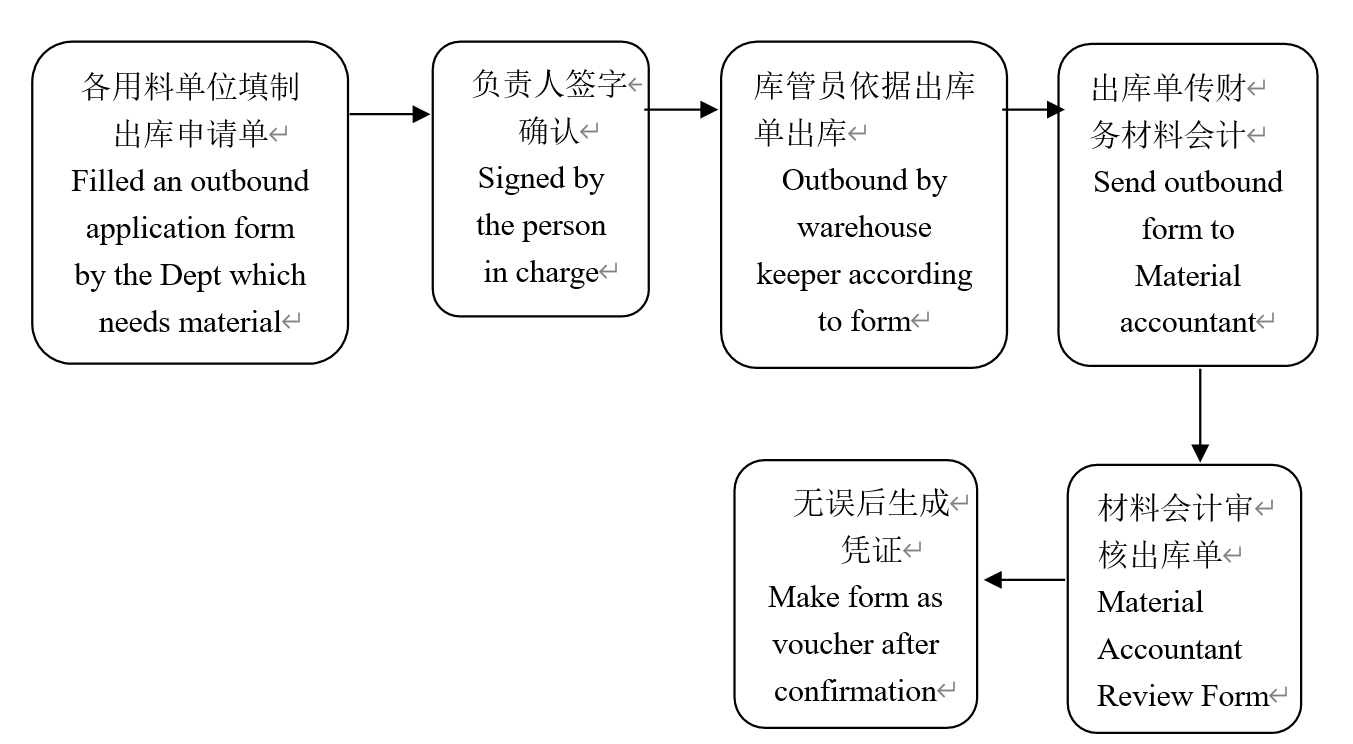 各用料单位填制
出库申请单
Filled an outbound
application form
by the Dept which
needs material
负责人签字
确认
Signed by
the person
in charge
库管员依据出库
单出库
Outbound by
warehouse
keeper according
to form
出库单传财
务材料会计
Send outbound
form to
Material
accountant
材料会计审
核出库单
Material
Accountant
Review Form
无误后生成
凭证
Make form as
voucher after
confirmation